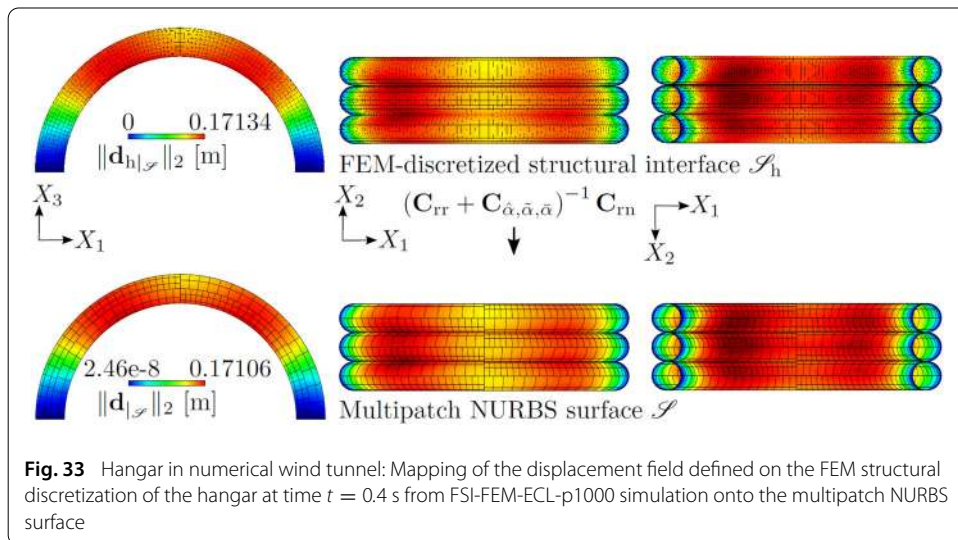 0 0.17134
‖d_h|𝒮‖₂ [m]
FEM-discretized structural interface 𝒮_h
X₃
X₁
X₂
X₁
(C_rr + C_α̂,α̃,ᾱ)⁻¹ C_rn
X₁
X₂
2.46e-8 0.17106
‖d_|𝒮‖₂ [m]
Multipatch NURBS surface 𝒮
Fig. 33 Hangar in numerical wind tunnel: Mapping of the displacement field defined on the FEM structural
discretization of the hangar at time t = 0.4 s from FSI-FEM-ECL-p1000 simulation onto the multipatch NURBS
surface